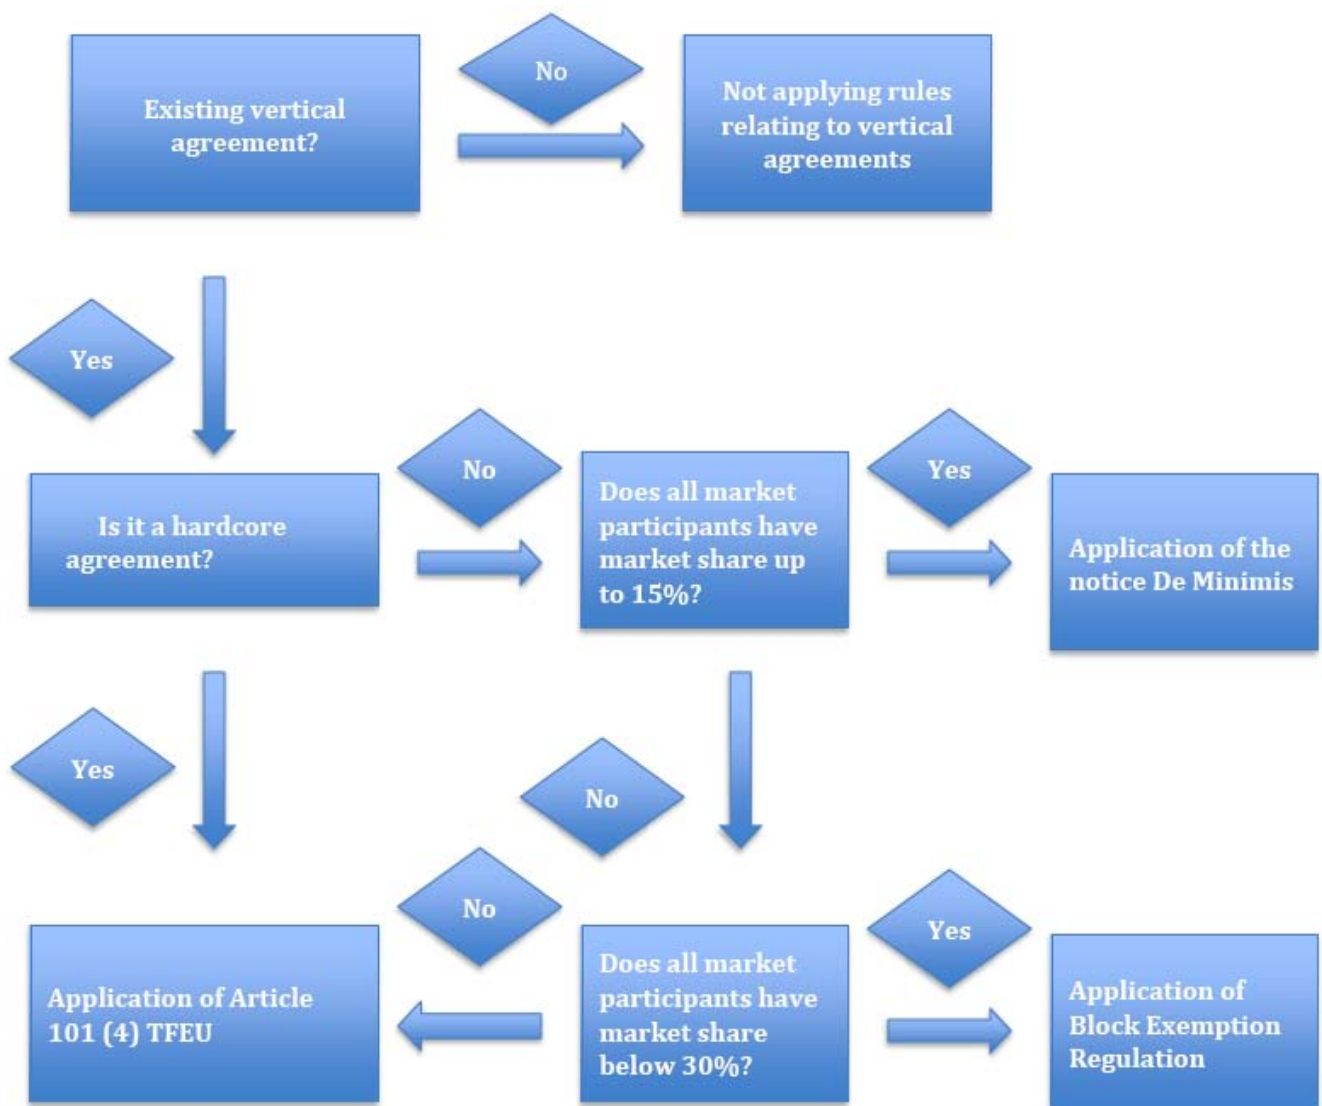 Existing vertical
agreement?
No
Not applying rules
relating to vertical
agreements
Yes
Is it a hardcore
agreement?
No
Does all market
participants have
market share up
to 15%?
Yes
Application of the
notice De Minimis
Yes
No
No
Application of Article
101 (4) TFEU
Does all market
participants have
market share
below 30%?
Yes
Application of
Block Exemption
Regulation